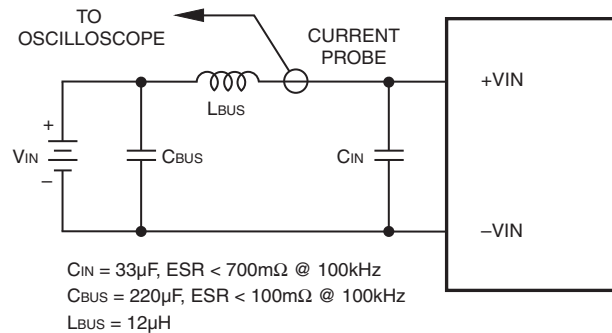 TO
OSCILLOSCOPE
CURRENT
PROBE
+VIN
LBUS
+
VIN
CBUS
CIN
–
–VIN
CIN = 33µF, ESR < 700mΩ @ 100kHz
CBUS = 220µF, ESR < 100mΩ @ 100kHz
LBUS = 12µH